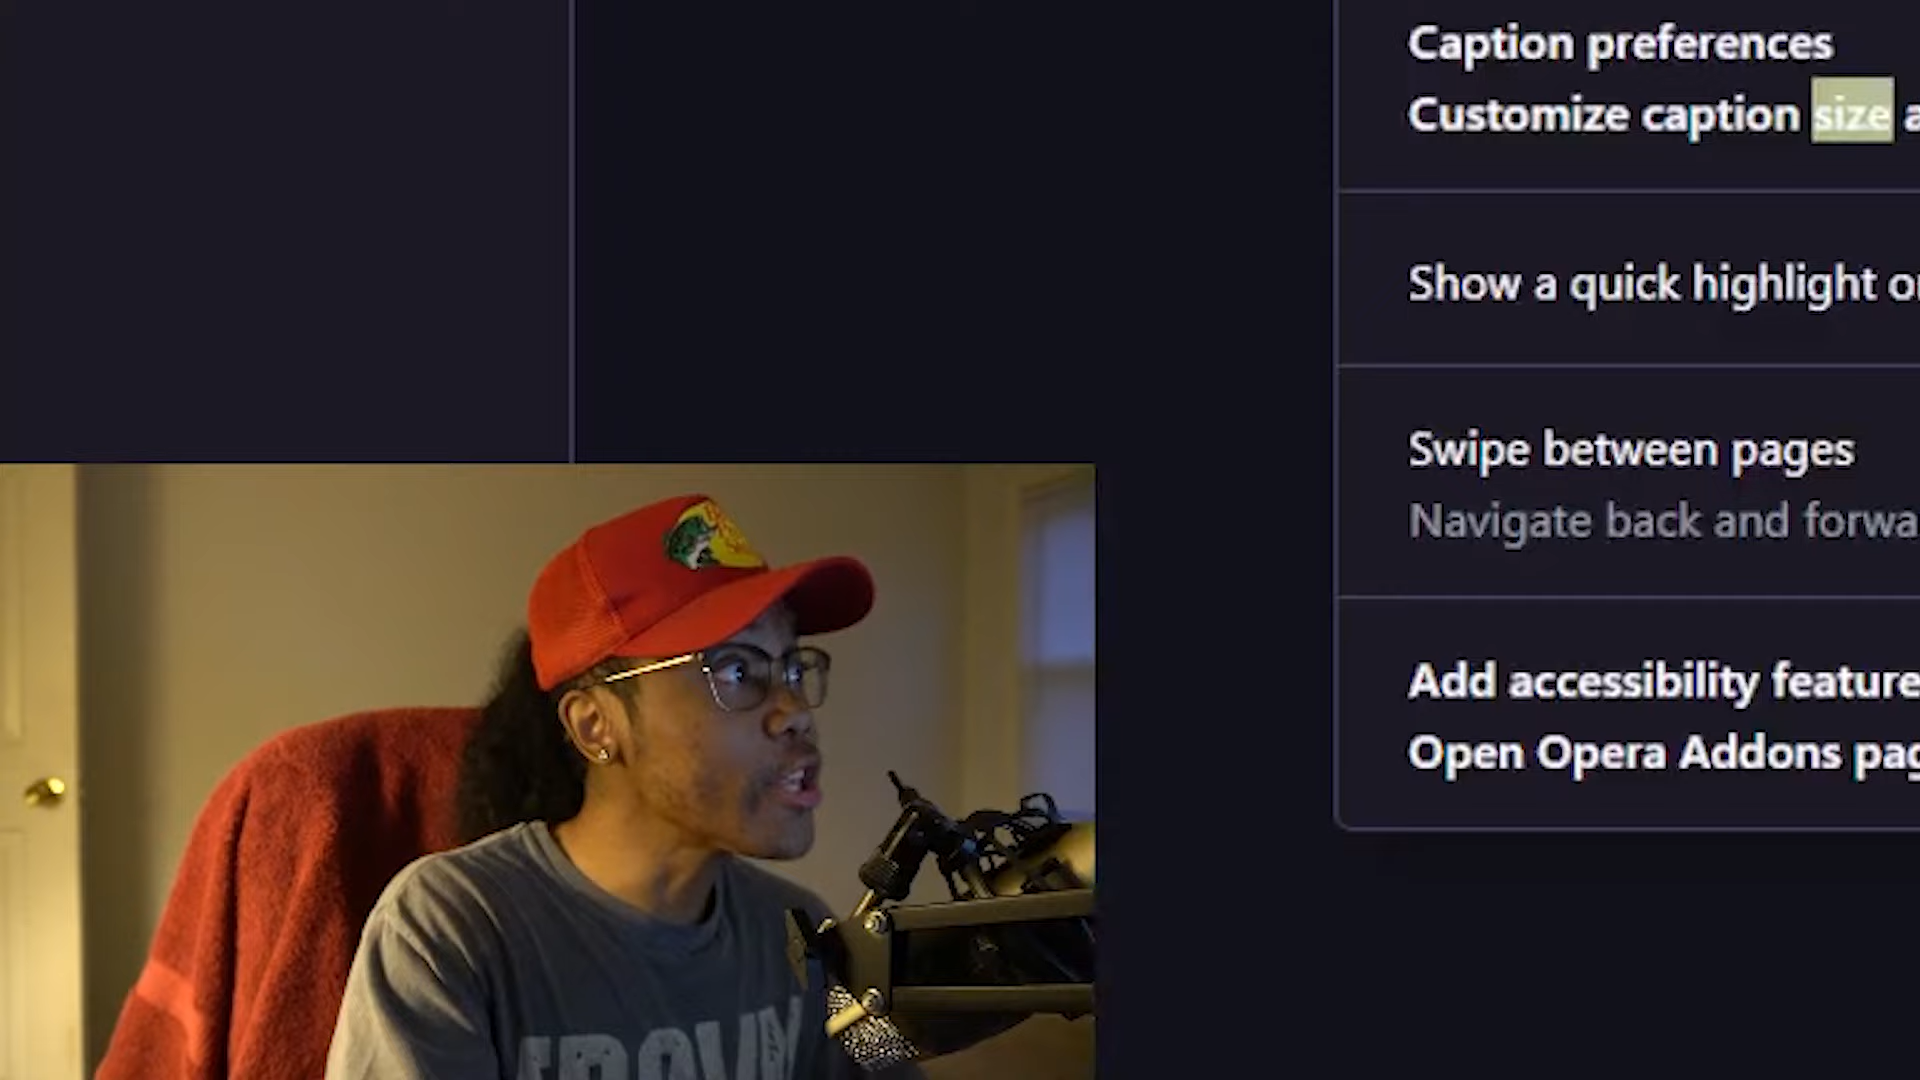 Caption preferences
Customize caption size
Show a quick highlight
Swipe between pages
Navigate back and
Add accessibility
Open Opera Addons